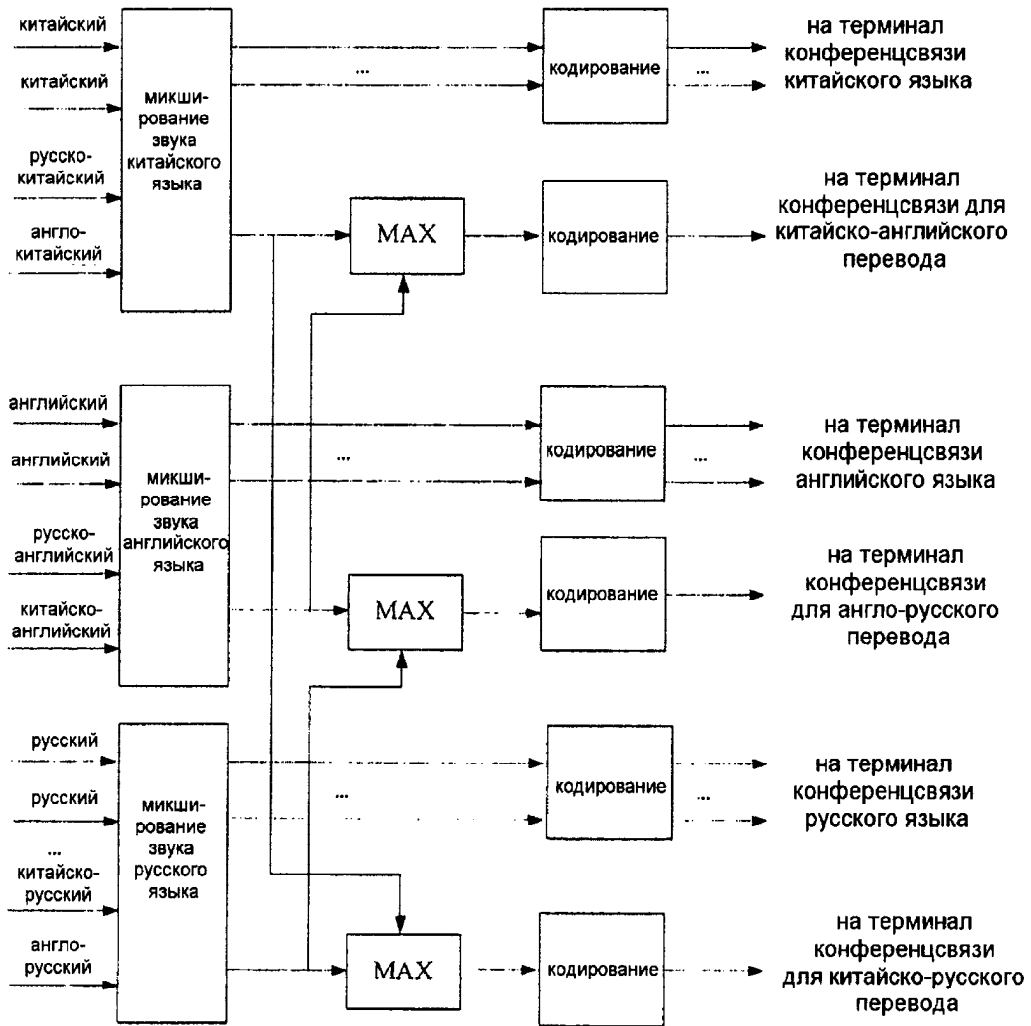 китайский
китайский
русско-
китайский
англо-
китайский
микши-
рование
звука
китайского
языка
...
кодирование
...
на терминал
конференцсвязи
китайского языка
MAX
кодирование
на терминал
конференцсвязи для
китайско-английского
перевода
английский
английский
русско-
английский
китайско-
английский
микши-
рование
звука
английского
языка
...
кодирование
...
на терминал
конференцсвязи
английского языка
MAX
кодирование
на терминал
конференцсвязи
для англо-русского
перевода
русский
русский
...
китайско-
русский
англо-
русский
микши-
рование
звука
русского
языка
...
кодирование
...
на терминал
конференцсвязи
русского языка
MAX
кодирование
на терминал
конференцсвязи
для китайско-русского
перевода